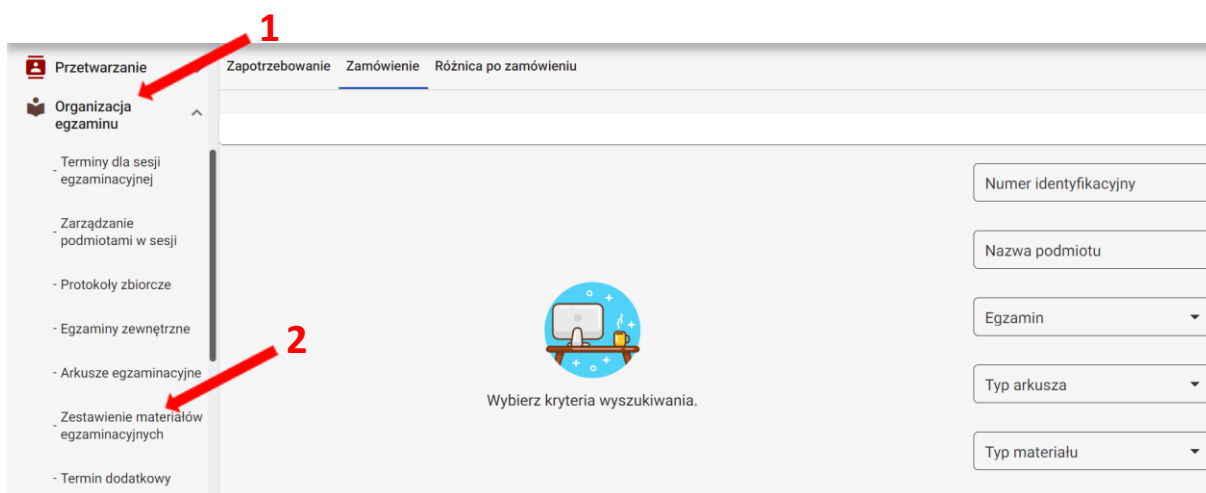 1
Przetwarzanie
Zapotrzebowanie Zamówienie Różnica po zamówieniu
Organizacja
egzaminu
Terminy dla sesji
- egzaminacyjnej
Zarządzanie
- podmiotami w sesji
- Protokoły zbiorcze
- Egzaminy zewnętrzne
2
- Arkusze egzaminacyjne
Zestawienie materiałów
- egzaminacyjnych
- Termin dodatkowy
Wybierz kryteria wyszukiwania.
Numer identyfikacyjny
Nazwa podmiotu
Egzamin
Typ arkusza
Typ materiału